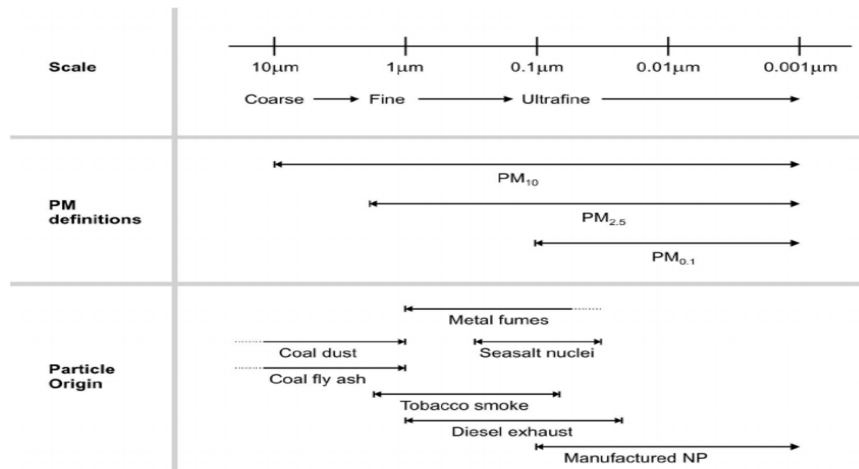 Scale
10μm 1μm 0.1μm 0.01μm 0.001μm
Coarse Fine Ultrafine
PM definitions
PM₁₀
PM₂.₅
PM₀.₁
Particle Origin
Metal fumes
Coal dust Seasalt nuclei
Coal fly ash
Tobacco smoke
Diesel exhaust
Manufactured NP